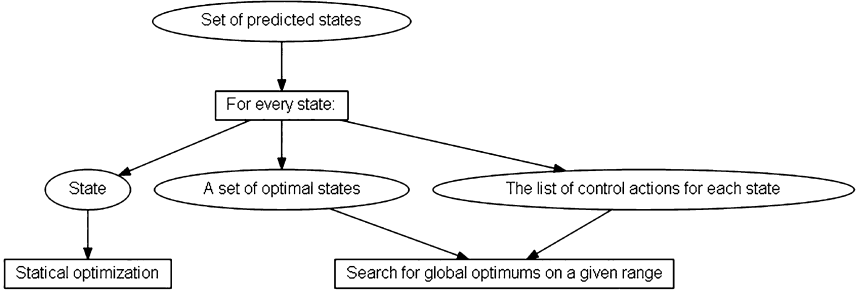 Set of predicted states
For every state:
State
A set of optimal states
The list of control actions for each state
Statical optimization
Search for global optimums on a given range